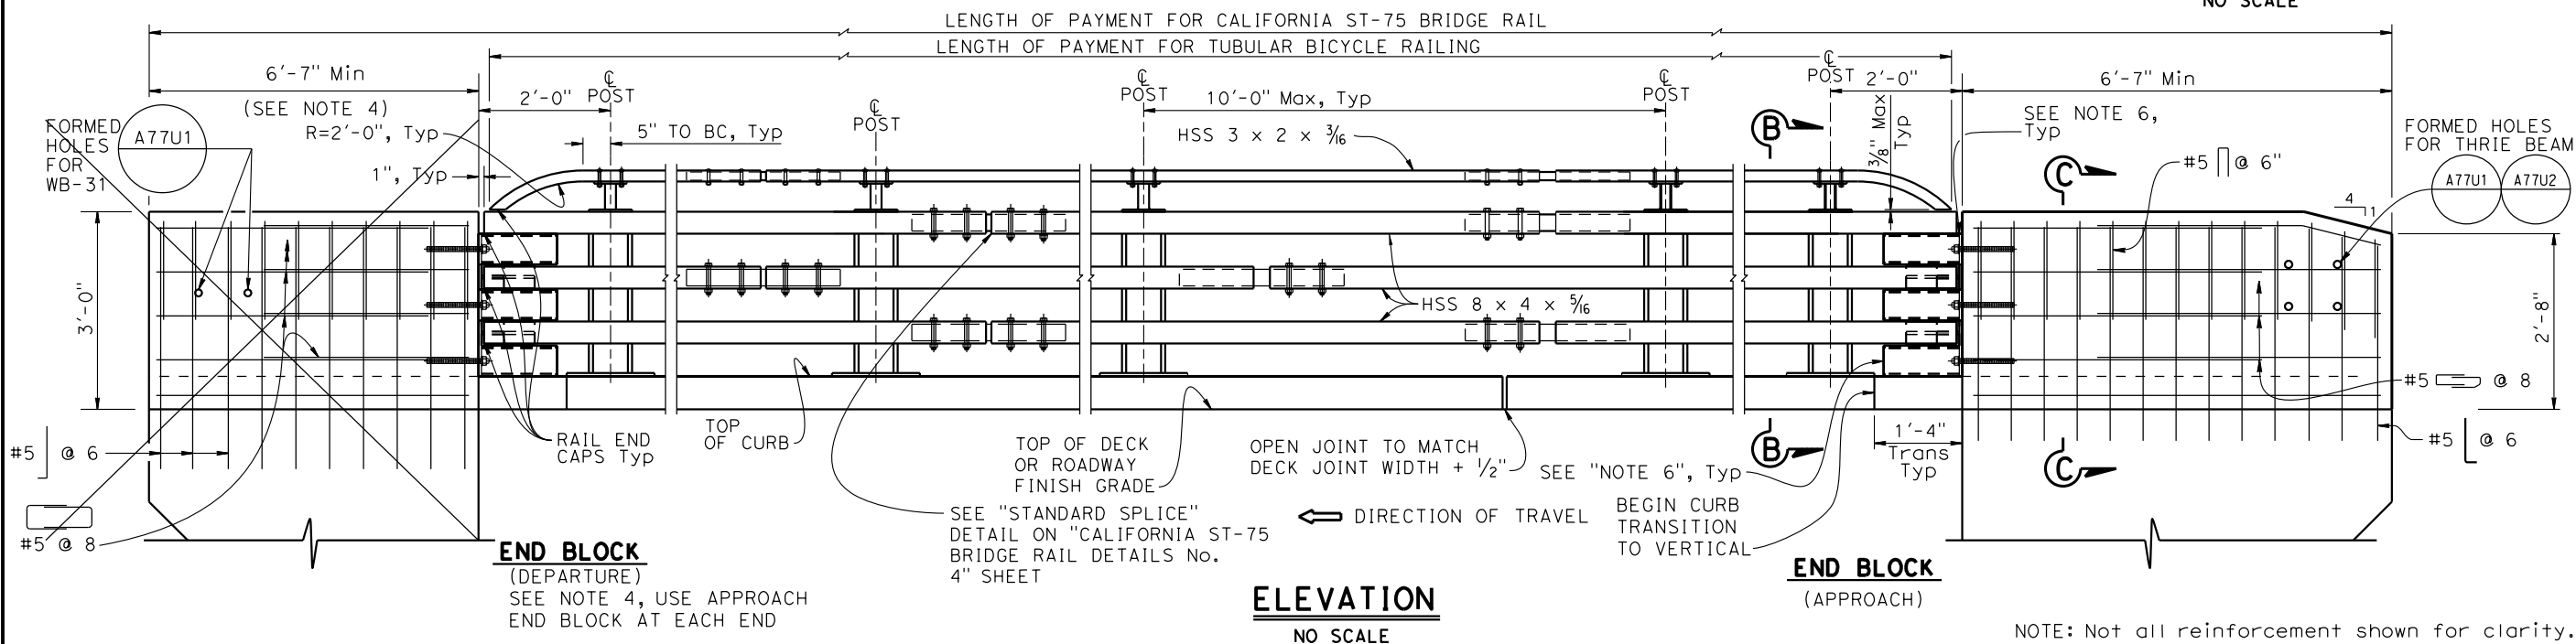 NO SCALE
LENGTH OF PAYMENT FOR CALIFORNIA ST-75 BRIDGE RAIL
LENGTH OF PAYMENT FOR TUBULAR BICYCLE RAILING
6'-7" Min
(SEE NOTE 4)
FORMED
HOLES
FOR
WB-31
A77U1
R=2'-0", Typ
1", Typ
2'-0"
℄
POST
5" TO BC, Typ
℄
POST
℄
POST
10'-0" Max, Typ
℄
POST
HSS 3 x 2 x 3/16
℄
POST
2'-0"
B
3/8" Max
Typ
6'-7" Min
SEE NOTE 6,
Typ
C
#5 @ 6"
FORMED HOLES
FOR THRIE BEAM
A77U1
A77U2
4
1
3'-0"
2'-8"
HSS 8 x 4 x 5/16
#5 @ 6
#5 @ 8
RAIL END
CAPS Typ
TOP
OF CURB
TOP OF DECK
OR ROADWAY
FINISH GRADE
OPEN JOINT TO MATCH
DECK JOINT WIDTH + 1/2"
SEE "NOTE 6", Typ
B
1'-4"
Trans
Typ
C
#5 @ 8
#5 @ 6
SEE "STANDARD SPLICE"
DETAIL ON "CALIFORNIA ST-75
BRIDGE RAIL DETAILS No.
4" SHEET
DIRECTION OF TRAVEL
BEGIN CURB
TRANSITION
TO VERTICAL
END BLOCK
(DEPARTURE)
SEE NOTE 4, USE APPROACH
END BLOCK AT EACH END
ELEVATION
NO SCALE
END BLOCK
(APPROACH)
NOTE: Not all reinforcement shown for clarity.